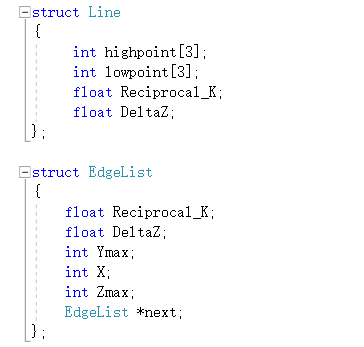 struct Line
{
int highpoint[3];
int lowpoint[3];
float Reciprocal_K;
float DeltaZ;
};
struct EdgeList
{
float Reciprocal_K;
float DeltaZ;
int Ymax;
int X;
int Zmax;
EdgeList *next;
};